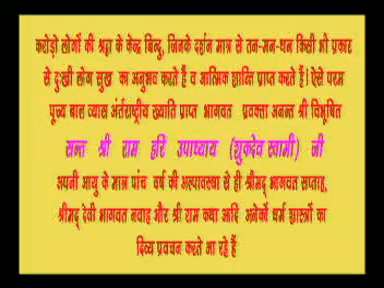 करोड़ो लोगों की श्रद्धा के केन्द्र बिन्दु, जिनके दर्शन मात्र से तन-मन-धन किसी भी प्रकार
से दुःखी लोग सुख का अनुभव करते हैं व आत्मिक शान्ति प्राप्त करते हैं। ऐसे परम
पूज्य बाल व्यास अंर्तराष्ट्रीय ख्याति प्राप्त भागवत प्रवक्ता अनन्त श्री विभूषित
सन्त श्री राम हरि उपाध्याय (शुकदेव स्वामी) जी
अपनी आयु के मात्र पांच वर्ष की अल्पावस्था से ही श्रीमद् भागवत सप्ताह,
श्रीमद् देवी भागवत नवाह और श्री राम कथा आदि अनेकों धर्म शास्त्रों का
दिव्य प्रवचन करते आ रहे हैं